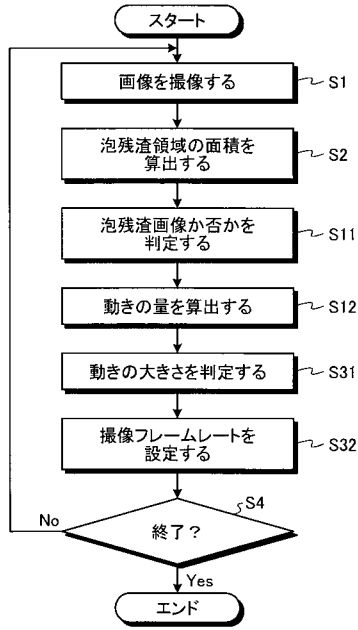 スタート
画像を撮像する
S1
泡残渣領域の面積を
算出する
S2
泡残渣画像か否かを
判定する
S11
動きの量を算出する
S12
動きの大きさを判定する
S31
撮像フレームレートを
設定する
S32
S4
No
終了？
Yes
エンド